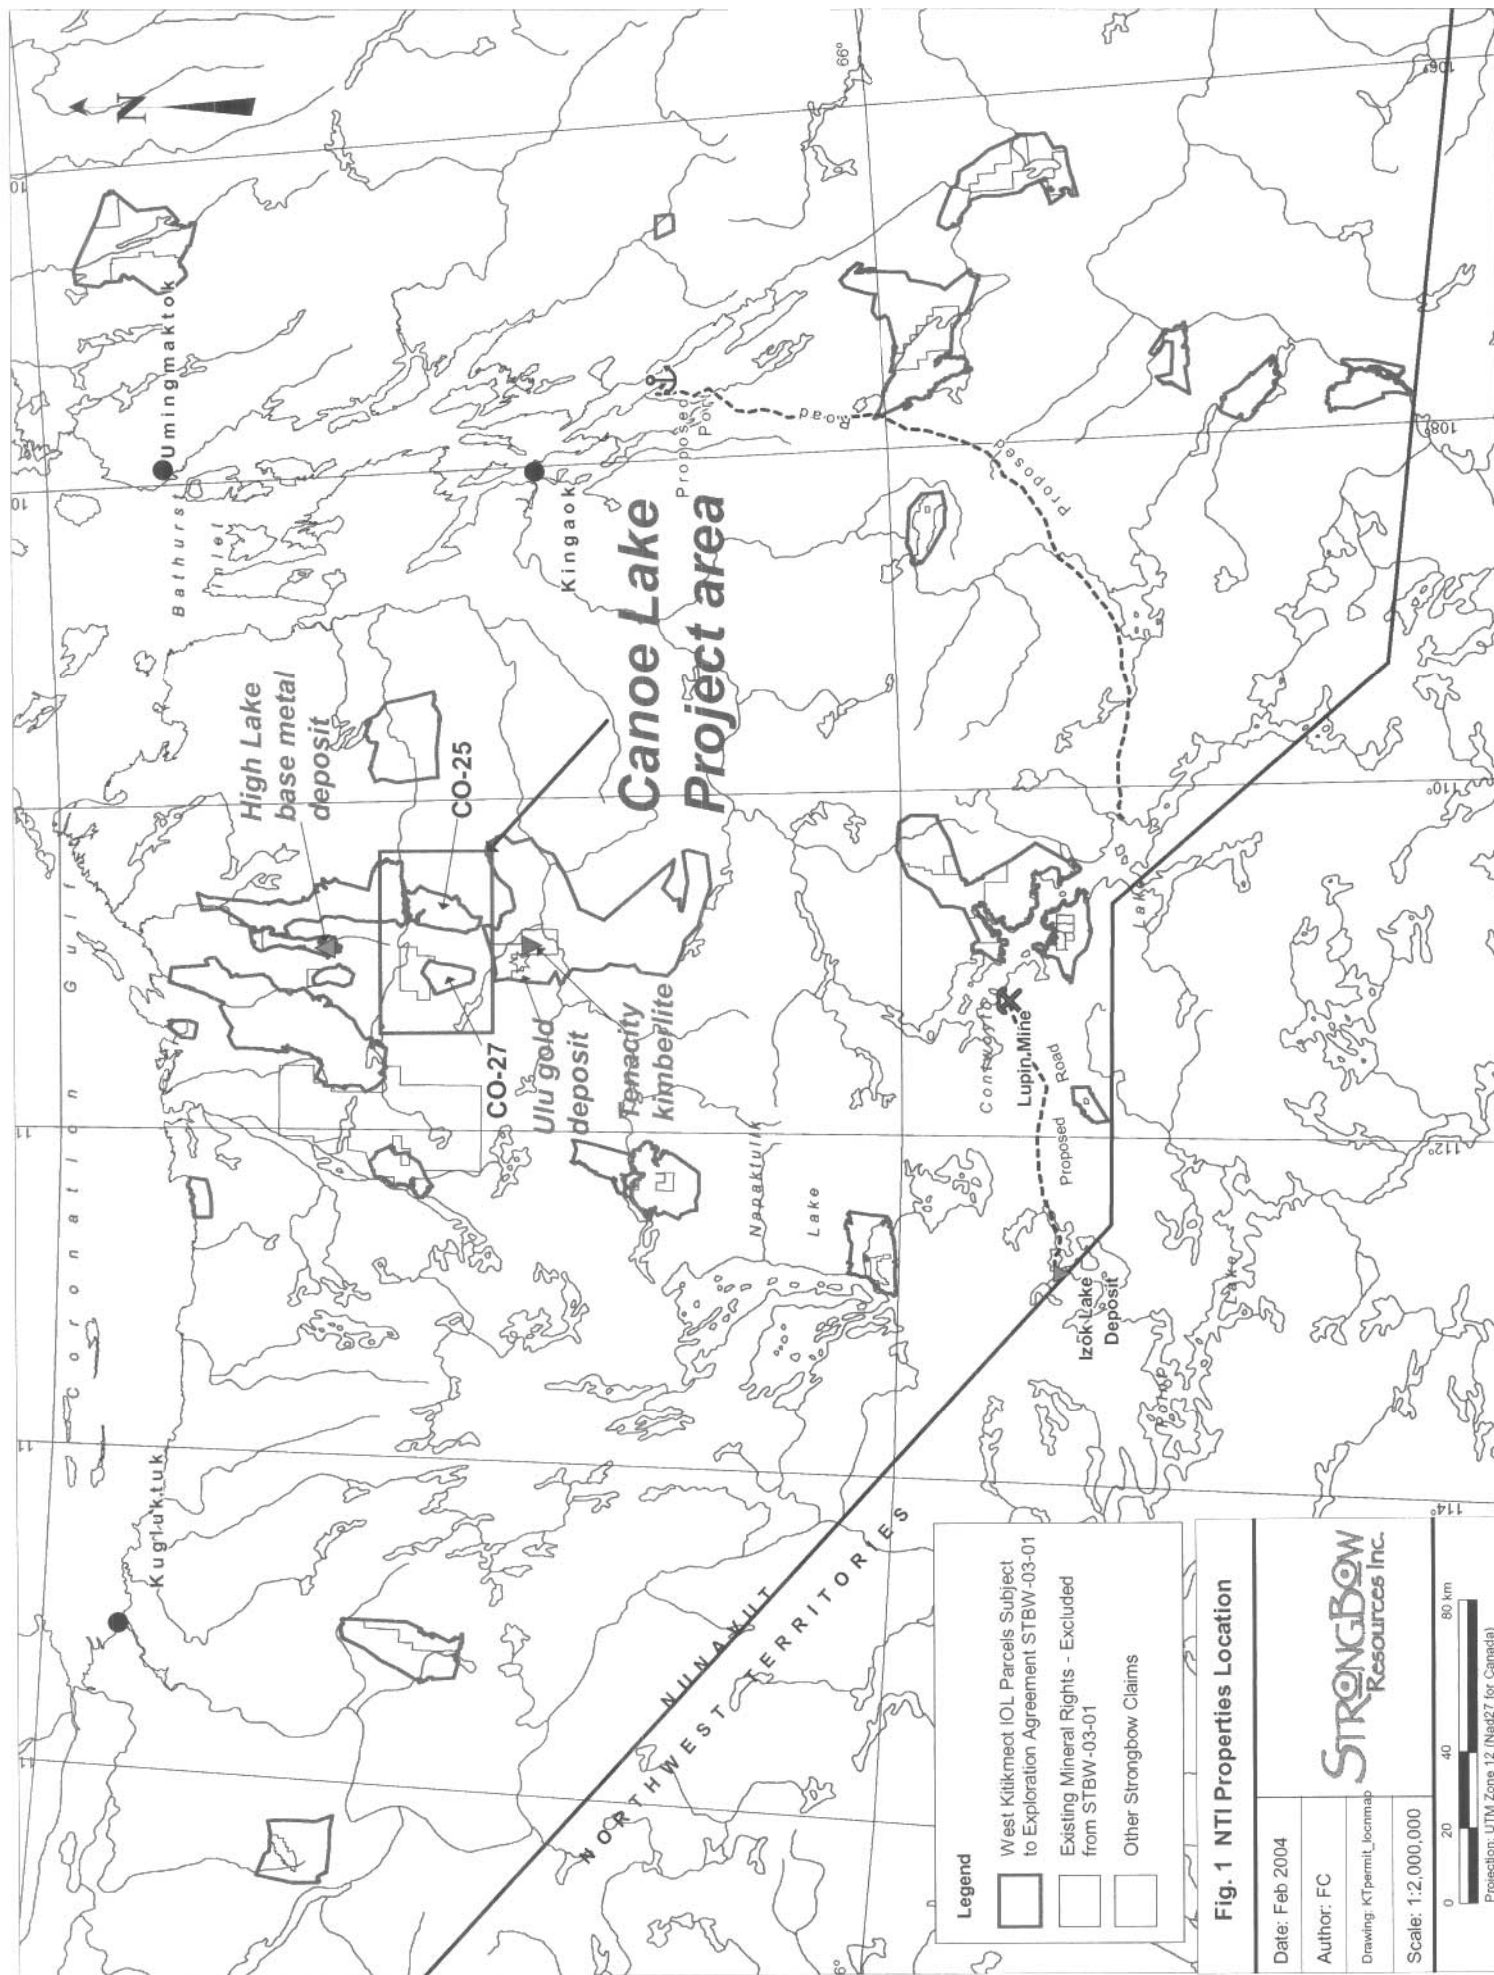 N
Umingmaktok
Bathurst
Inlet
Kingaok
Proposed
Port
Road
Proposed
66°
106°
108°
110°
112°
114°
Coronation Gulf
Kugluktuk
High Lake
base metal
deposit
CO-25
CO-27
Canoe Lake
Project area
Ulu gold
deposit
Tenacity
kimberlite
Napaktulik
Lake
Contwoyto
Lake
Lupin Mine
Proposed Road
Izok Lake
Deposit
Point
Lake
NUNAVUT
NORTHWEST TERRITORIES
Legend
West Kitikmeot IOL Parcels Subject
to Exploration Agreement STBW-03-01
Existing Mineral Rights - Excluded
from STBW-03-01
Other Strongbow Claims
Fig. 1 NTI Properties Location
Date: Feb 2004
Author: FC
Drawing: KTpermit_locnmap
Scale: 1:2,000,000
STRONGBOW
Resources Inc.
0 20 40 80 km
Projection: UTM Zone 12 (Nad27 for Canada)